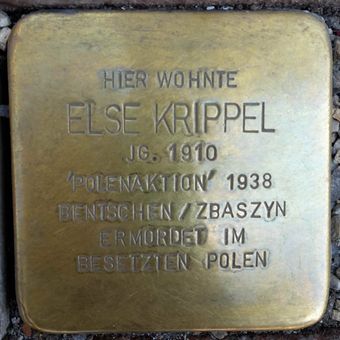 HIER WOHNTE
ELSE KRIPPEL
JG. 1910
'POLENAKTION' 1938
BENTSCHEN / ZBASZYN
ERMORDET IM
BESETZTEN POLEN